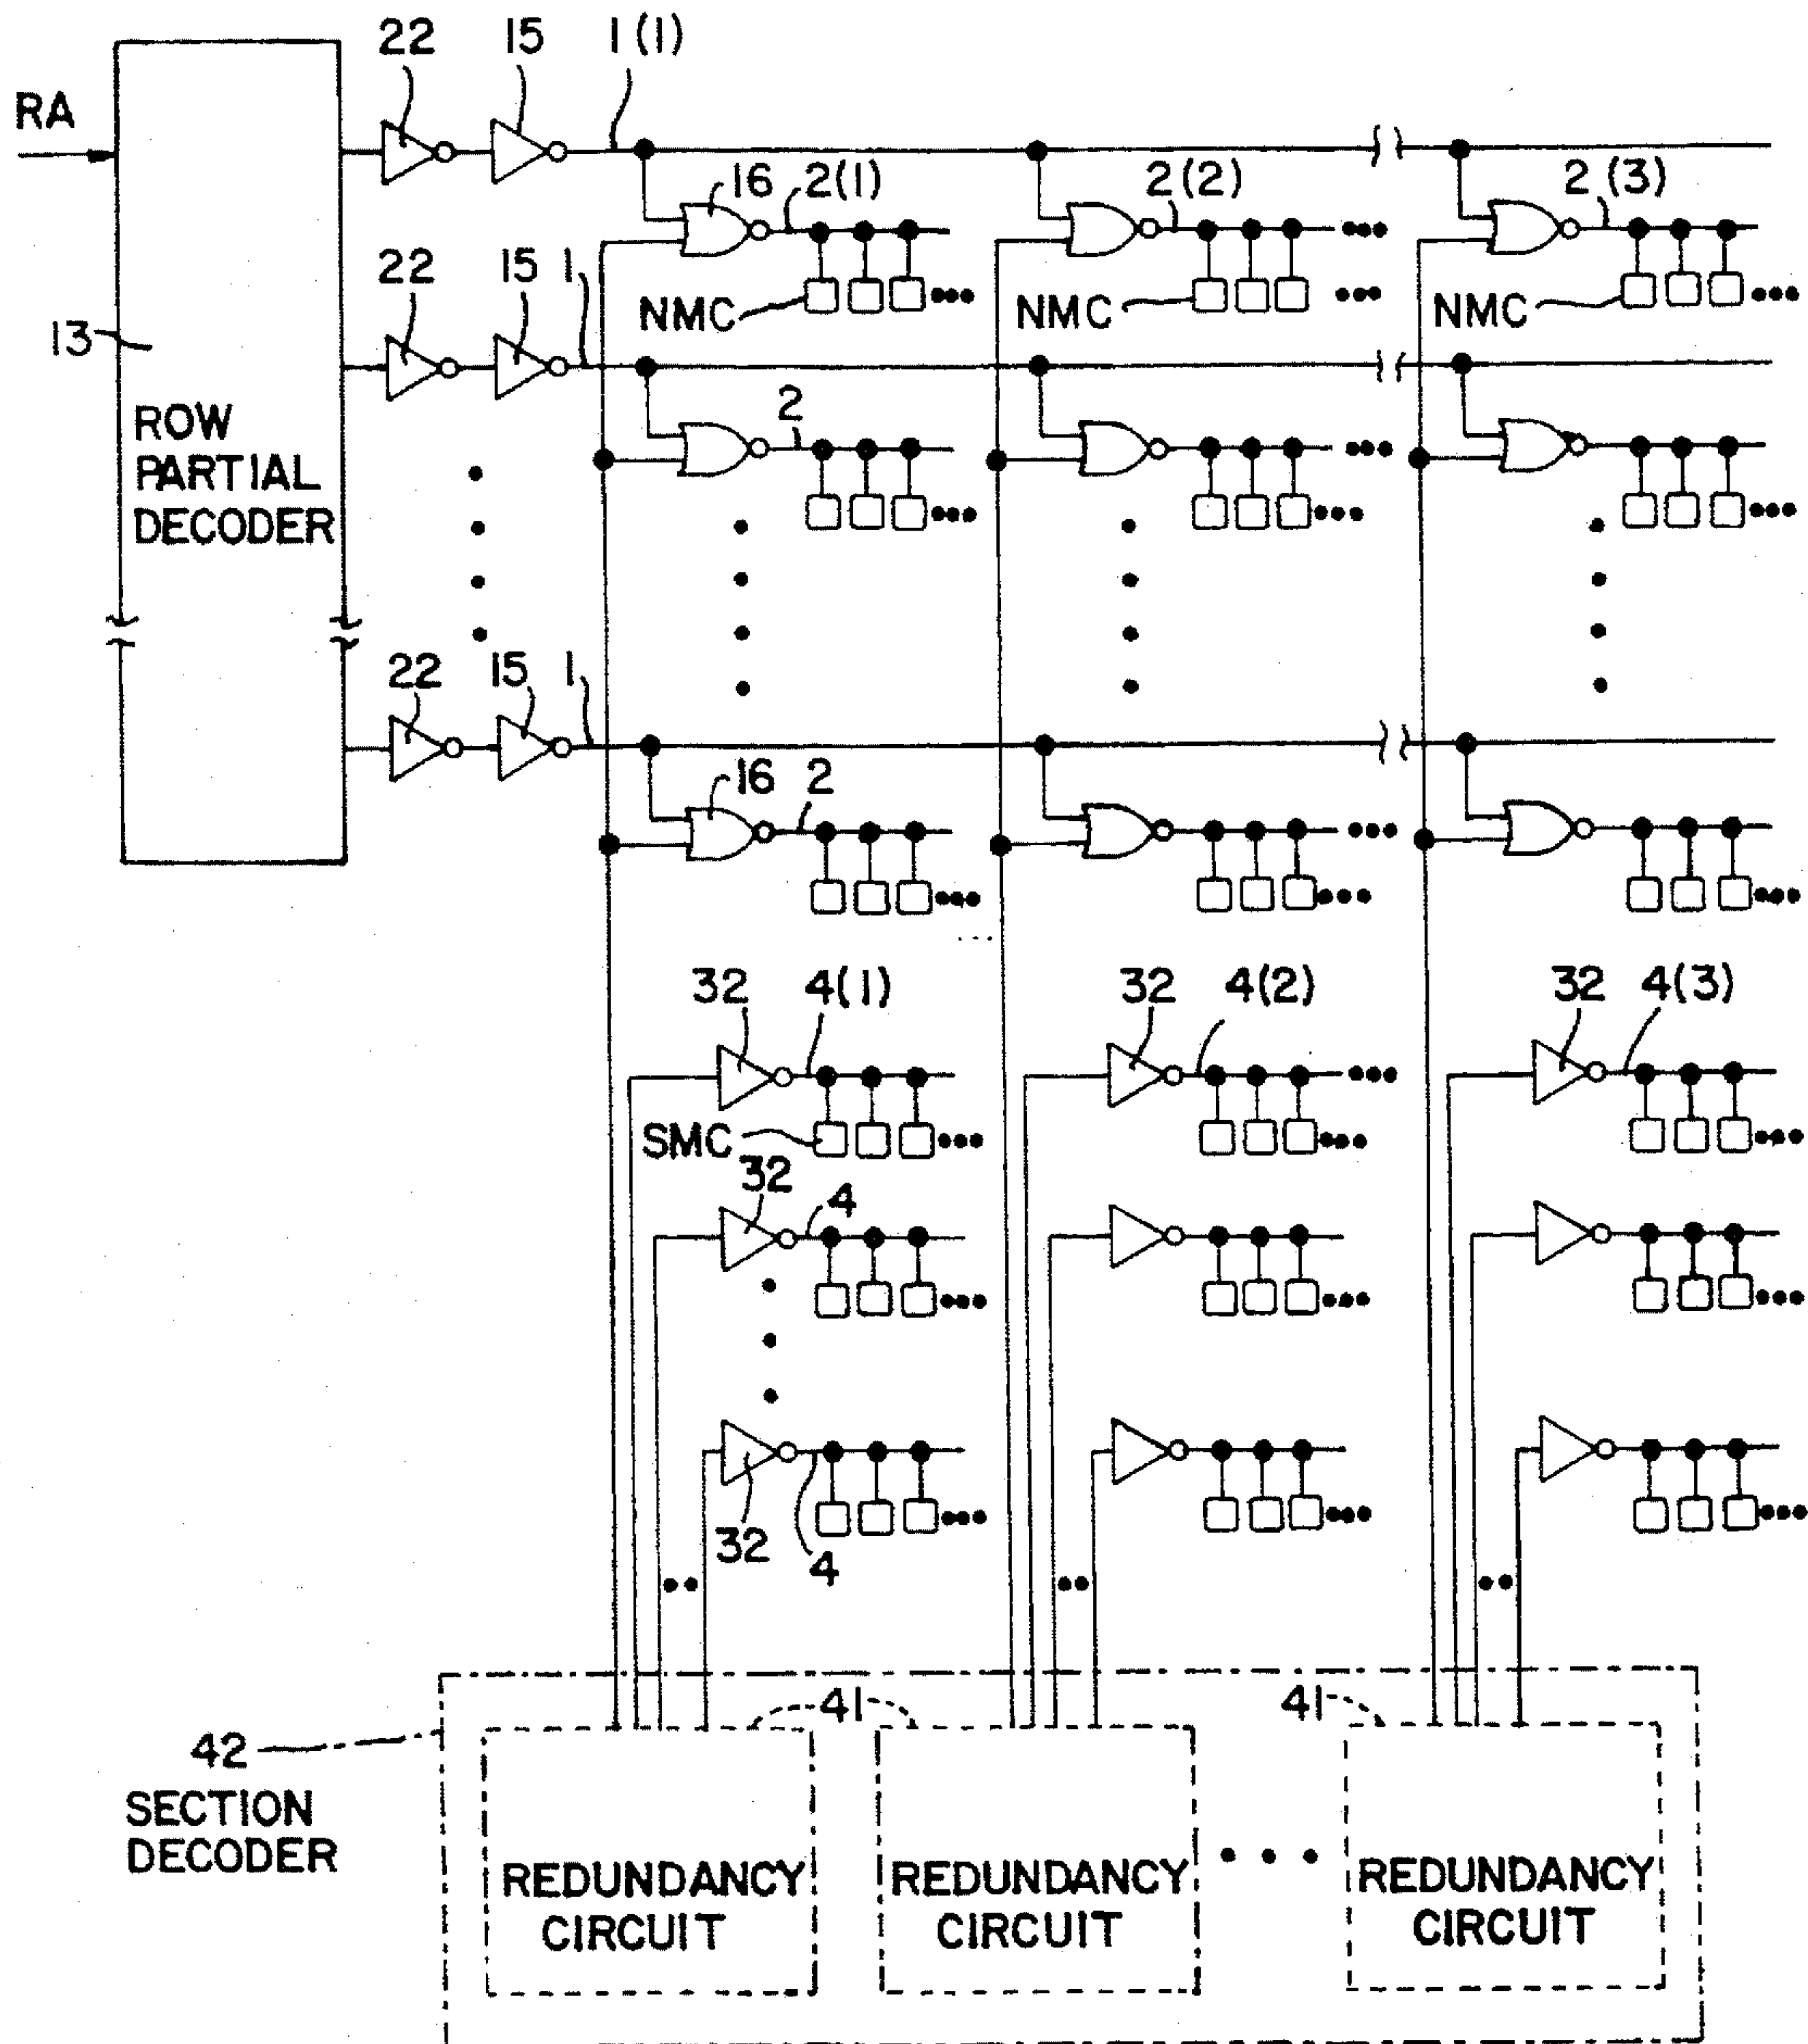 22 15 1(1)
RA
16 2(1) 2(2) 2(3)
22 15 1
NMC NMC NMC
13
ROW
PARTIAL
DECODER
2
22 15 1
16 2
32 4(1) 32 4(2) 32 4(3)
SMC
32 4
32 4
41 41
42
SECTION
DECODER
REDUNDANCY
CIRCUIT
REDUNDANCY
CIRCUIT
REDUNDANCY
CIRCUIT